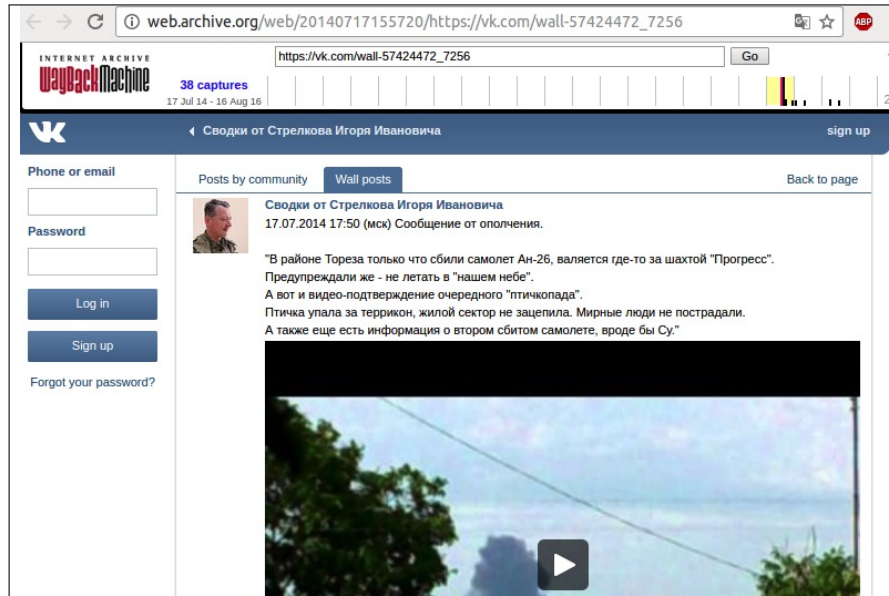 web.archive.org/web/20140717155720/https://vk.com/wall-57424472_7256
ABP
INTERNET ARCHIVE
WayBackMachine
https://vk.com/wall-57424472_7256
Go
38 captures
17 Jul 14 - 16 Aug 16
Сводки от Стрелкова Игоря Ивановича
sign up
Phone or email
Password
Log in
Sign up
Forgot your password?
Posts by community
Wall posts
Back to page
Сводки от Стрелкова Игоря Ивановича
17.07.2014 17:50 (мск) Сообщение от ополчения.
"В районе Тореза только что сбили самолет Ан-26, валяется где-то за шахтой "Прогресс".
Предупреждали же - не летать в "нашем небе".
А вот и видео-подтверждение очередного "птичкопада".
Птичка упала за террикон, жилой сектор не зацепила. Мирные люди не пострадали.
А также еще есть информация о втором сбитом самолете, вроде бы Су."